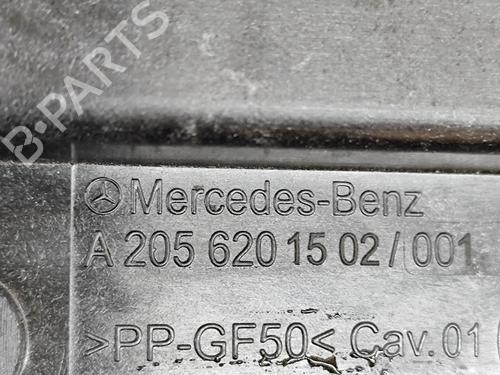 B-PARTS
Mercedes-Benz
A 205 620 15 02/001
>PP-GF50< Cav. 01